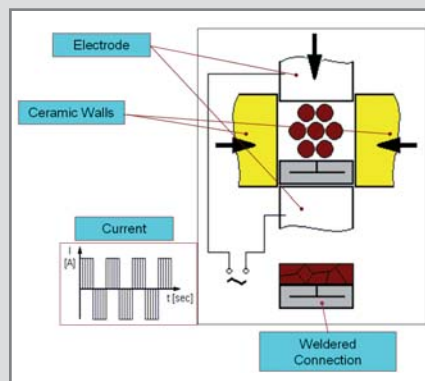 Electrode
Ceramic Walls
Current
I
[A]
t [sec]
~
Weldered
Connection